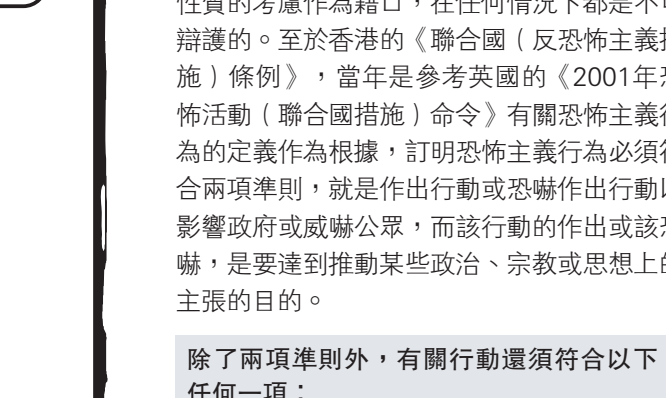 性質的考慮作為藉口，在任何情況下都是不
辯護的。至於香港的《聯合國（反恐怖主義
施）條例》，當年是參考英國的《2001年
怖活動（聯合國措施）命令》有關恐怖主義
為的定義作為根據，訂明恐怖主義行為必須
合兩項準則，就是作出行動或恐嚇作出行動
影響政府或威嚇公眾，而該行動的作出或該
嚇，是要達到推動某些政治、宗教或思想上
主張的目的。
除了兩項準則外，有關行動還須符合以下
任何一項：